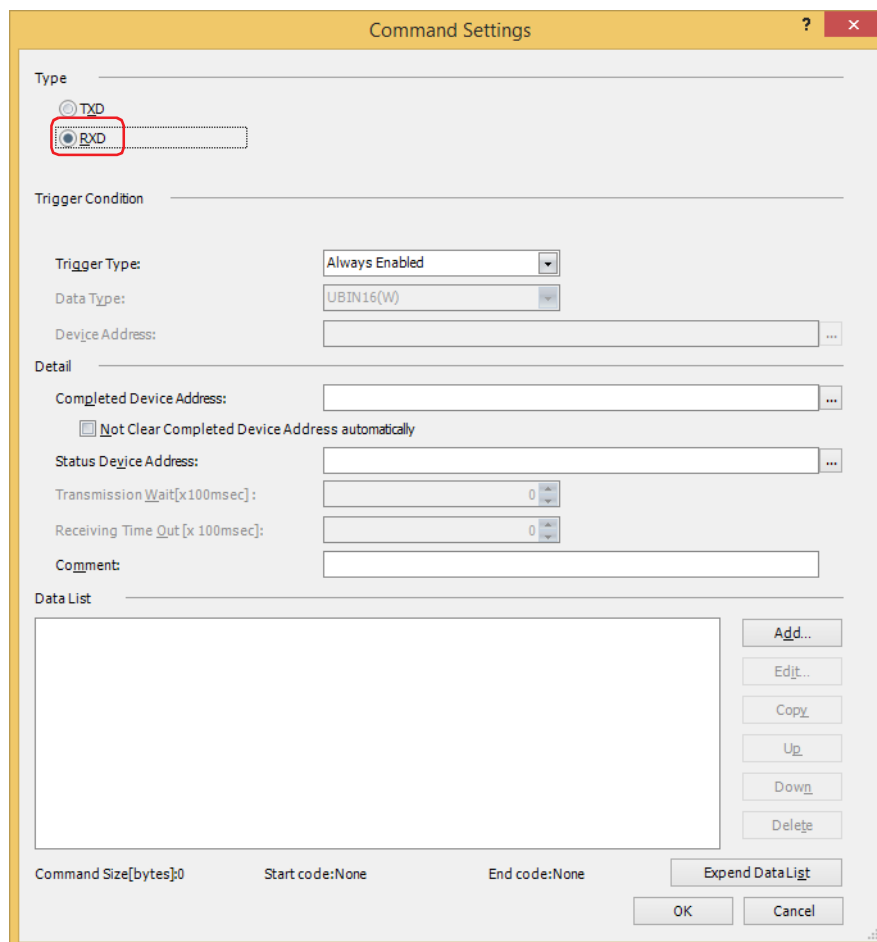 Command Settings
?
Type
TXD
RXD
Trigger Condition
Trigger Type: Always Enabled
Data Type: UBIN16(W)
Device Address: ...
Detail
Completed Device Address: ...
Not Clear Completed Device Address automatically
Status Device Address: ...
Transmission Wait[x100msec] : 0
Receiving Time Out [x 100msec]: 0
Comment:
Data List
Add...
Edit...
Copy
Up
Down
Delete
Command Size[bytes]:0 Start code:None End code:None Expend DataList
OK Cancel